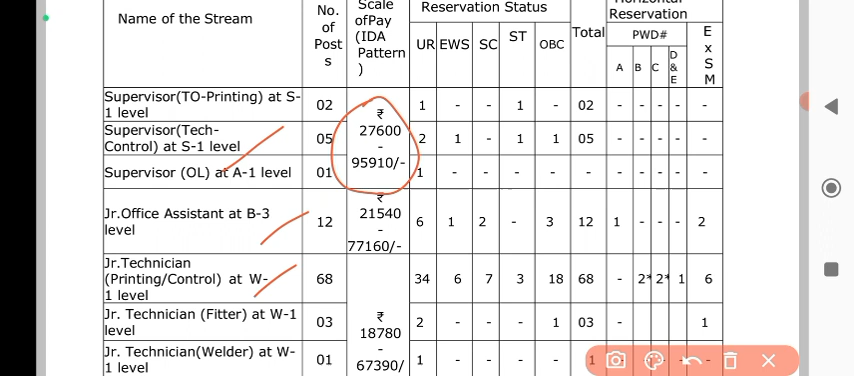 Name of the Stream
No.
of
Post
s
Scale
ofPay
(IDA
Pattern
)
Reservation Status
UR EWS SC ST OBC
Total
Horizontal
Reservation
PWD#
A B C D & E
E
x
S
M
Supervisor(TO-Printing) at S-
1 level
02 1 - - 1 - 02 - - - - -
₹
27600
-
95910/-
Supervisor(Tech-
Control) at S-1 level
05 2 1 - 1 1 05 - - - - -
Supervisor (OL) at A-1 level 01 1 - - - - - - - - - -
Jr.Office Assistant at B-3
level
12
₹
21540
-
77160/-
6 1 2 - 3 12 1 - - - 2
Jr.Technician
(Printing/Control) at W-
1 level
68 34 6 7 3 18 68 - 2* 2* 1 6
₹
18780
-
67390/
Jr. Technician (Fitter) at W-1
level
03 2 - - - 1 03 - 1
Jr. Technician(Welder) at W-
1 level
01 1 - - - - 1